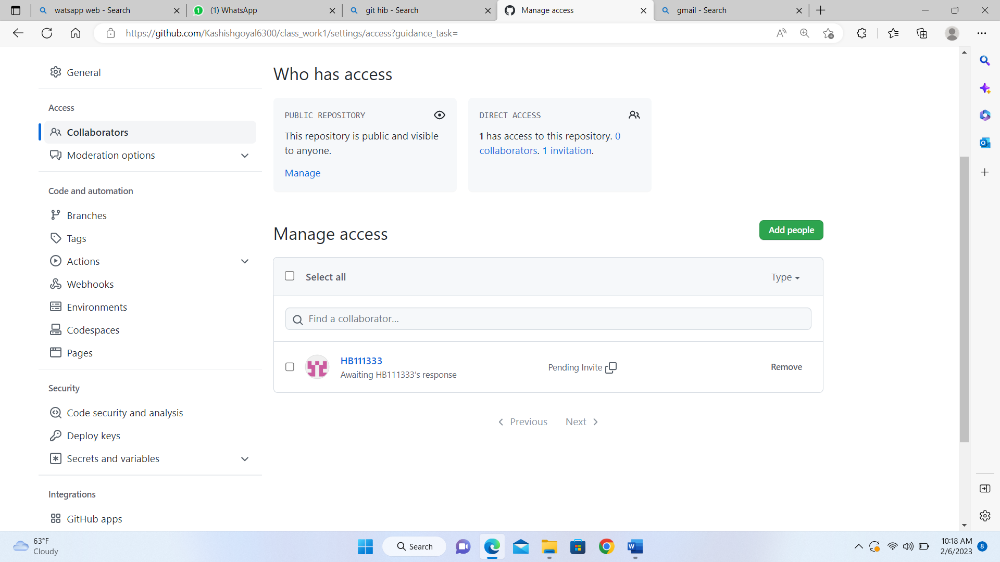 watsapp web - Search
(1) WhatsApp
git hib - Search
Manage access
gmail - Search
https://github.com/Kashishgoyal6300/class_work1/settings/access?guidance_task=
General
Access
Collaborators
Moderation options
Code and automation
Branches
Tags
Actions
Webhooks
Environments
Codespaces
Pages
Security
Code security and analysis
Deploy keys
Secrets and variables
Integrations
GitHub apps
Who has access
PUBLIC REPOSITORY
This repository is public and visible
to anyone.
Manage
DIRECT ACCESS
1 has access to this repository. 0
collaborators. 1 invitation.
Manage access
Add people
Select all
Type
Find a collaborator...
HB111333
Awaiting HB111333's response
Pending Invite
Remove
Previous
Next
63°F
Cloudy
Search
10:18 AM
2/6/2023
8